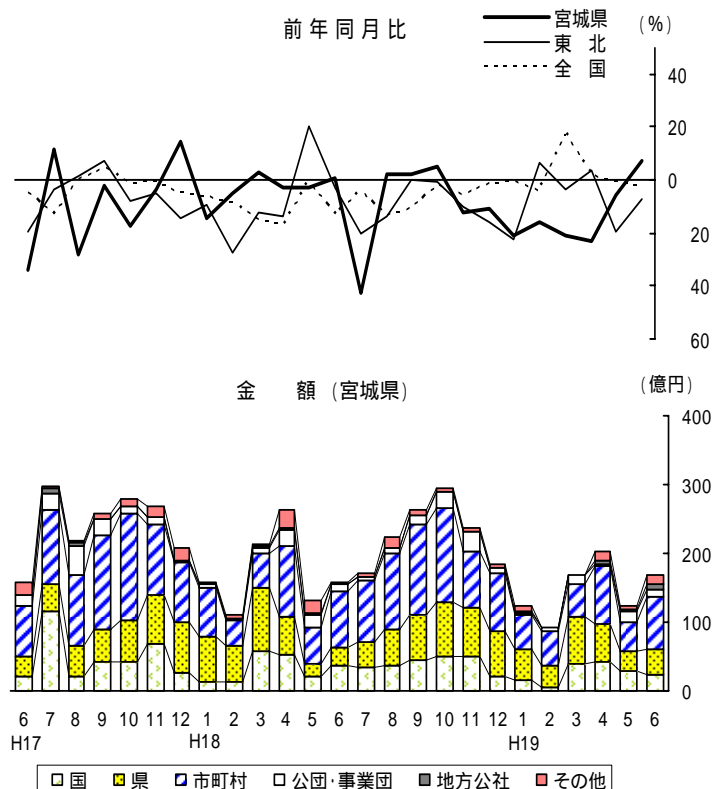 前年同月比
宮城県
東　北
全　国
(%)
40
20
0
20
40
60
金　額 (宮城県)
(億円)
400
300
200
100
0
6 7 8 9 10 11 12 1 2 3 4 5 6 7 8 9 10 11 12 1 2 3 4 5 6
H17 H18 H19
国 県 市町村 公団・事業団 地方公社 その他